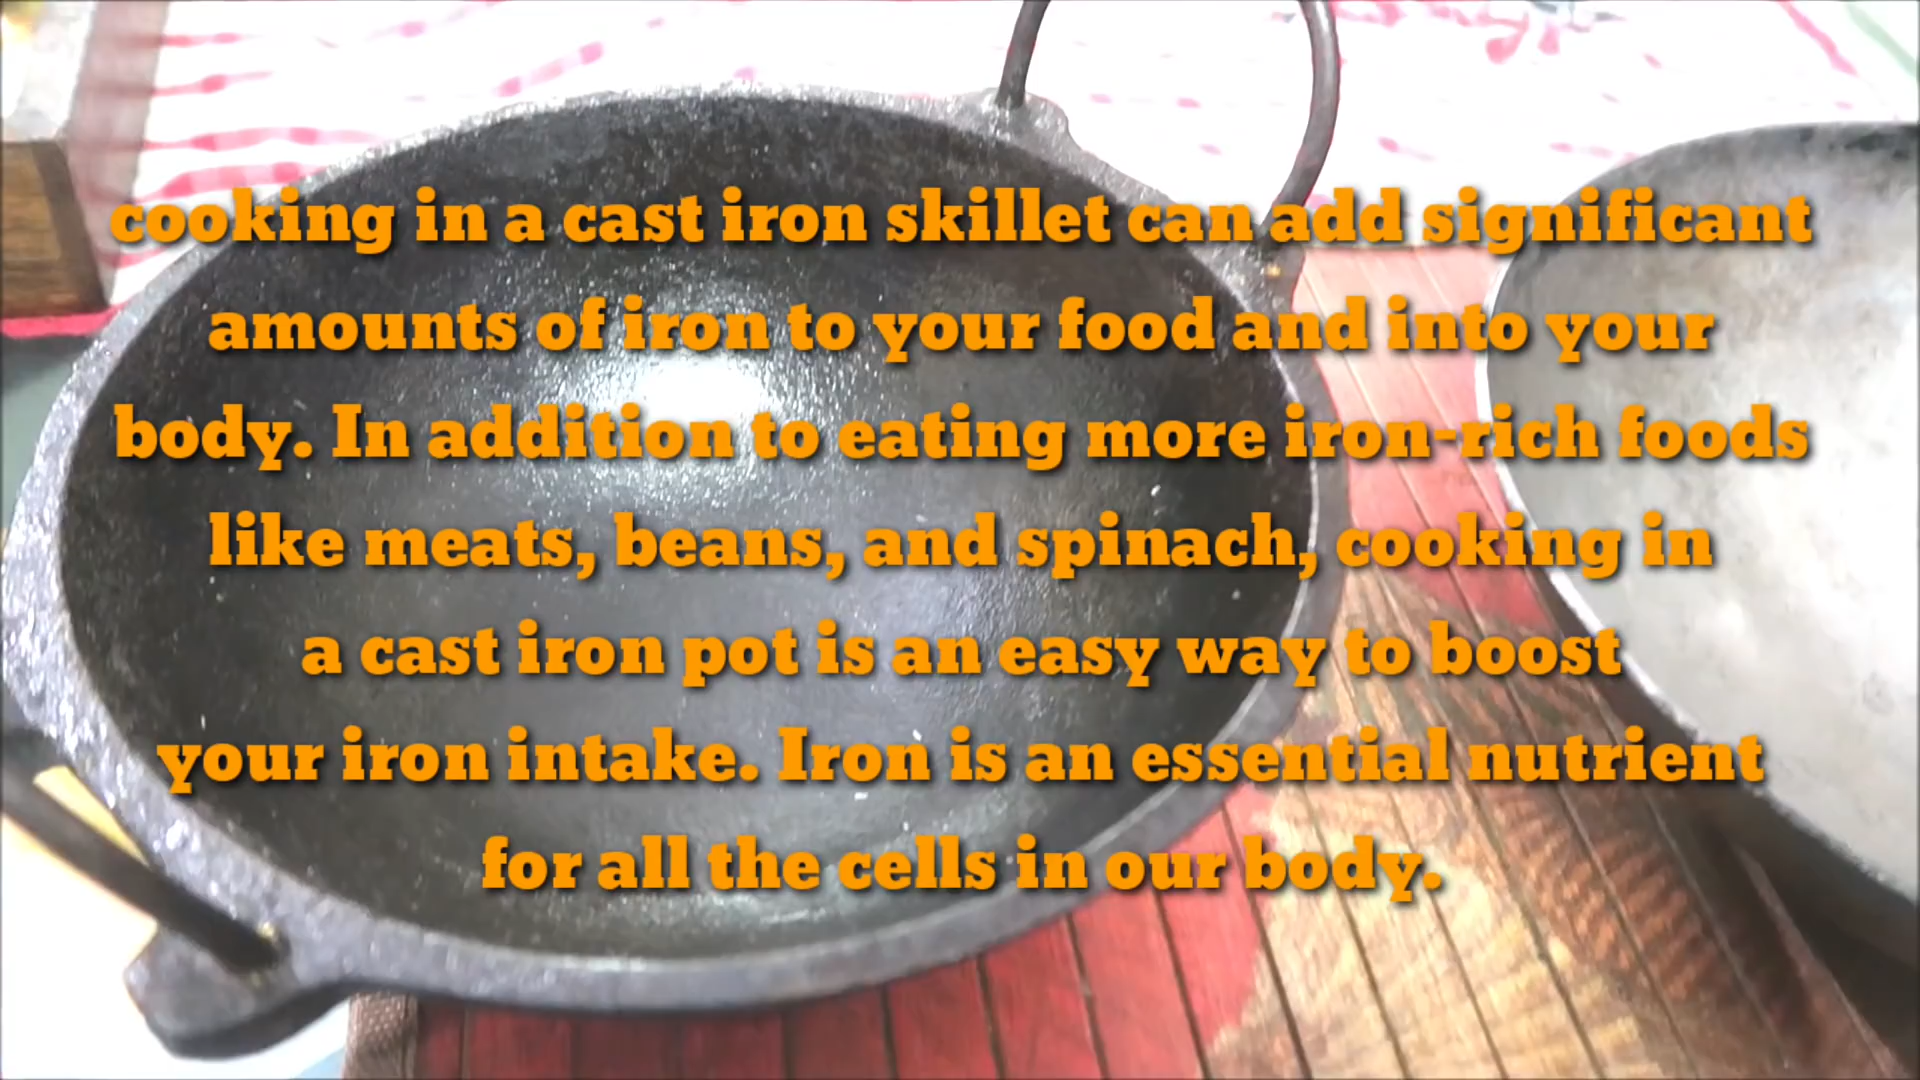 cooking in a cast iron skillet can add significant
amounts of iron to your food and into your
body. In addition to eating more iron-rich foods
like meats, beans, and spinach, cooking in
a cast iron pot is an easy way to boost
your iron intake. Iron is an essential nutrient
for all the cells in our body.